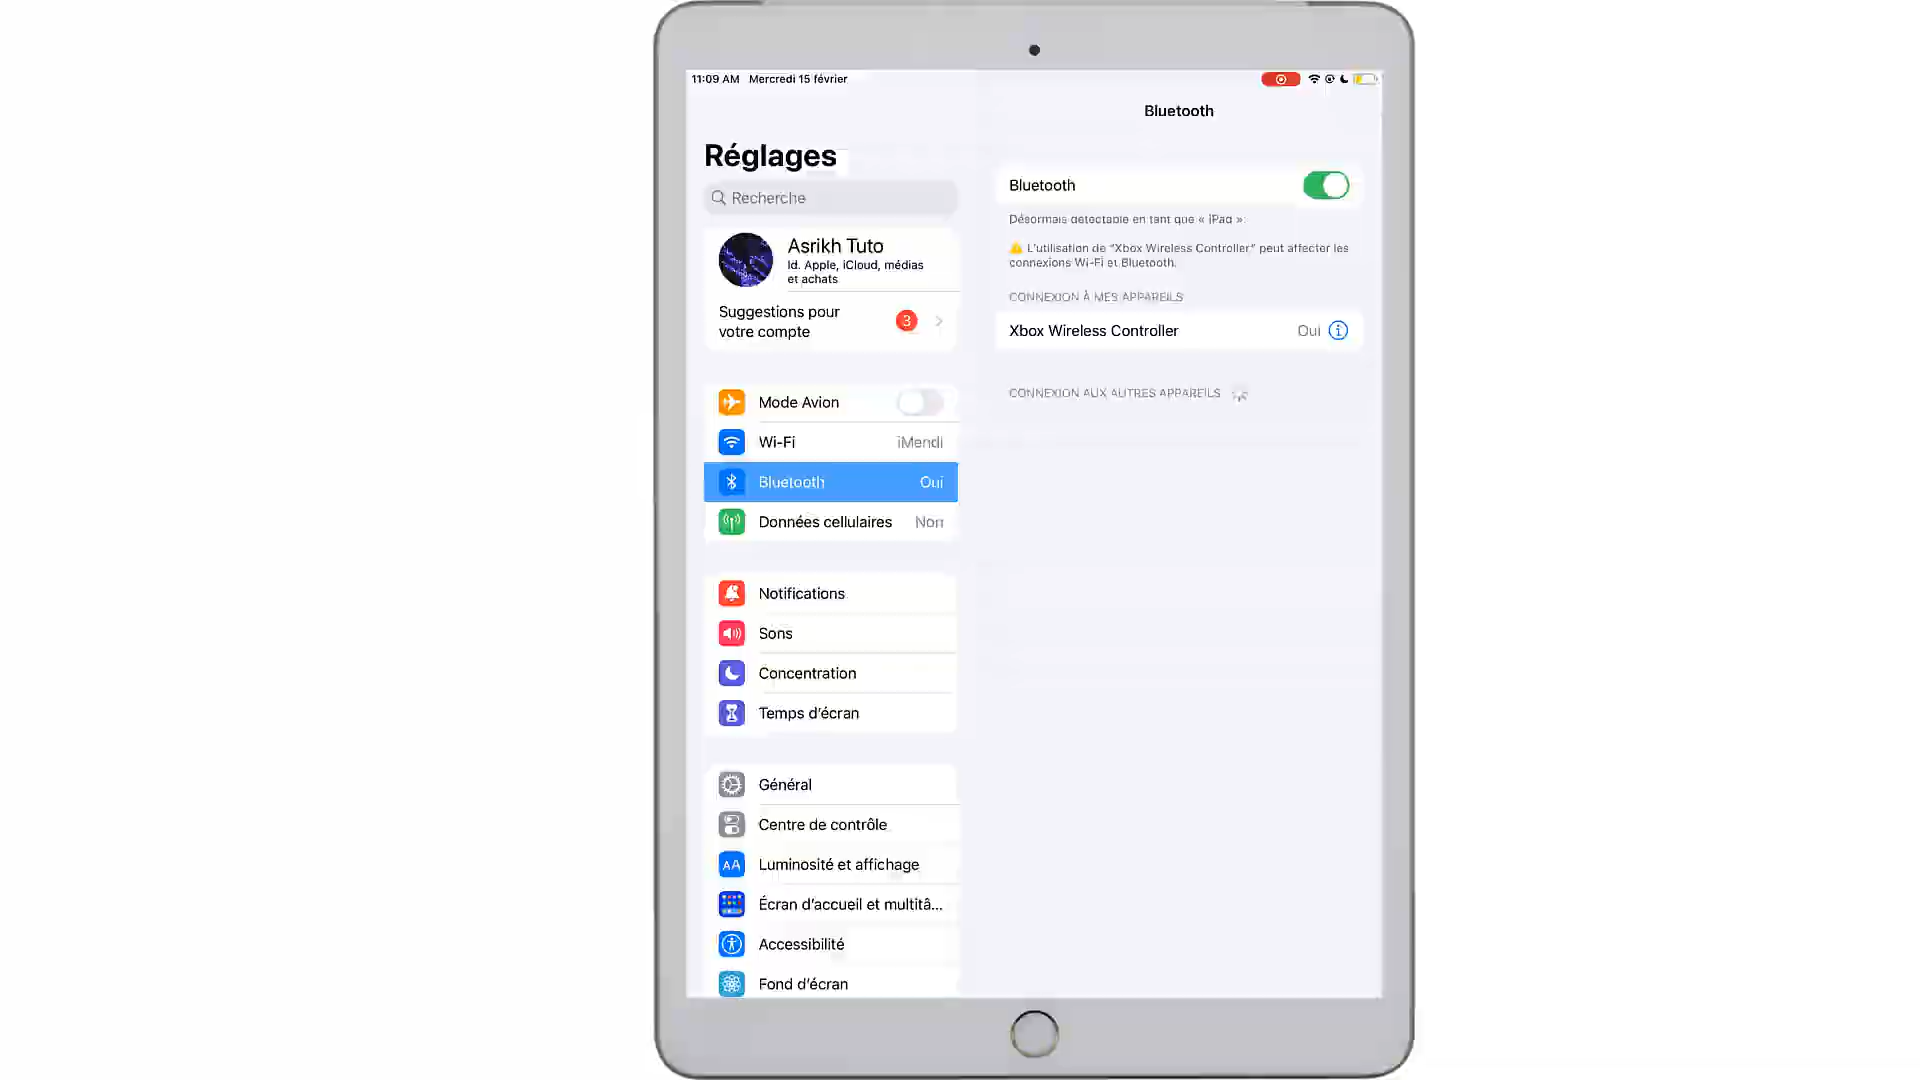 11:09 AM Mercredi 15 février
Réglages
Recherche
Asrikh Tuto
Id. Apple, iCloud, médias
et achats
Suggestions pour
votre compte
3
Mode Avion
Wi-Fi iMendi
Bluetooth Oui
Données cellulaires Non
Notifications
Sons
Concentration
Temps d’écran
Général
Centre de contrôle
AA Luminosité et affichage
Écran d’accueil et multitâ...
Accessibilité
Fond d’écran
Bluetooth
Bluetooth
Désormais détectable en tant que « iPad ».
L’utilisation de “Xbox Wireless Controller” peut affecter les
connexions Wi-Fi et Bluetooth.
CONNEXION À MES APPAREILS
Xbox Wireless Controller Oui
CONNEXION AUX AUTRES APPAREILS